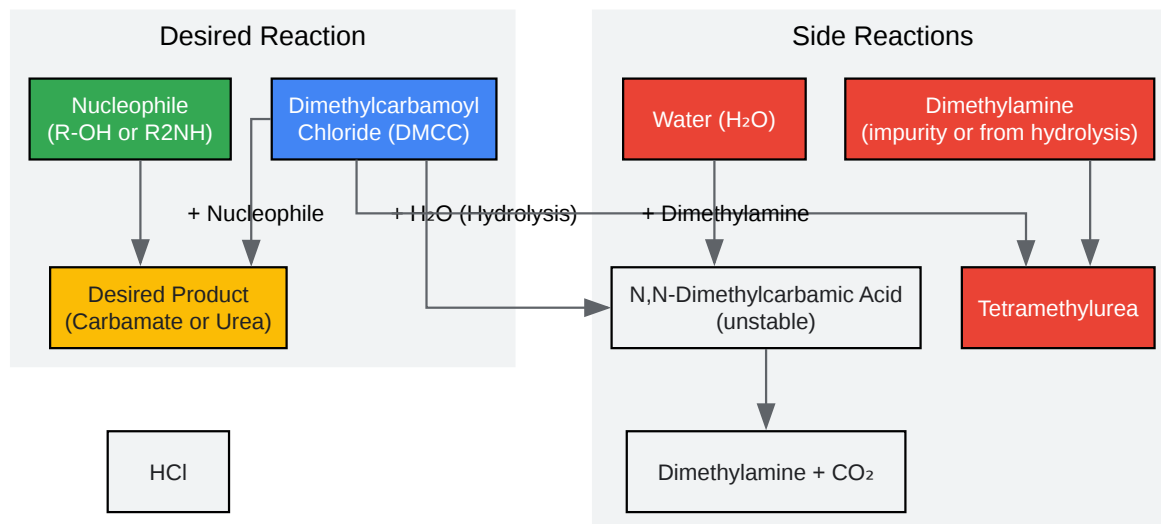 Desired Reaction
Side Reactions
Nucleophile
(R-OH or R2NH)
Dimethylcarbamoyl
Chloride (DMCC)
Water (H₂O)
Dimethylamine
(impurity or from hydrolysis)
+ Nucleophile
+ H₂O (Hydrolysis)
+ Dimethylamine
Desired Product
(Carbamate or Urea)
N,N-Dimethylcarbamic Acid
(unstable)
Tetramethylurea
HCl
Dimethylamine + CO₂